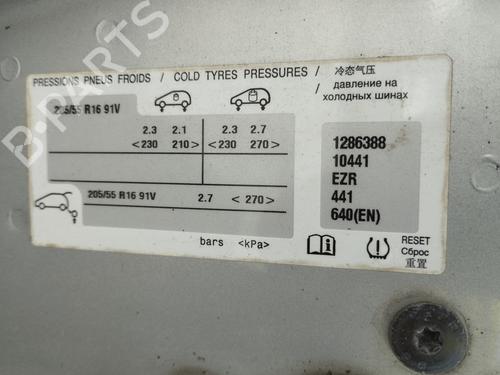 PRESSIONS PNEUS FROIDS / COLD TYRES PRESSURES / 冷态气压
/ давление на
холодных шинах
205/55 R16 91V
2.3 2.1 2.3 2.7
<230 210> <230 270>
205/55 R16 91V 2.7 <270>
bars <kPa>
1286388
10441
EZR
441
640(EN)
RESET
Сброс
重置
B-PARTS